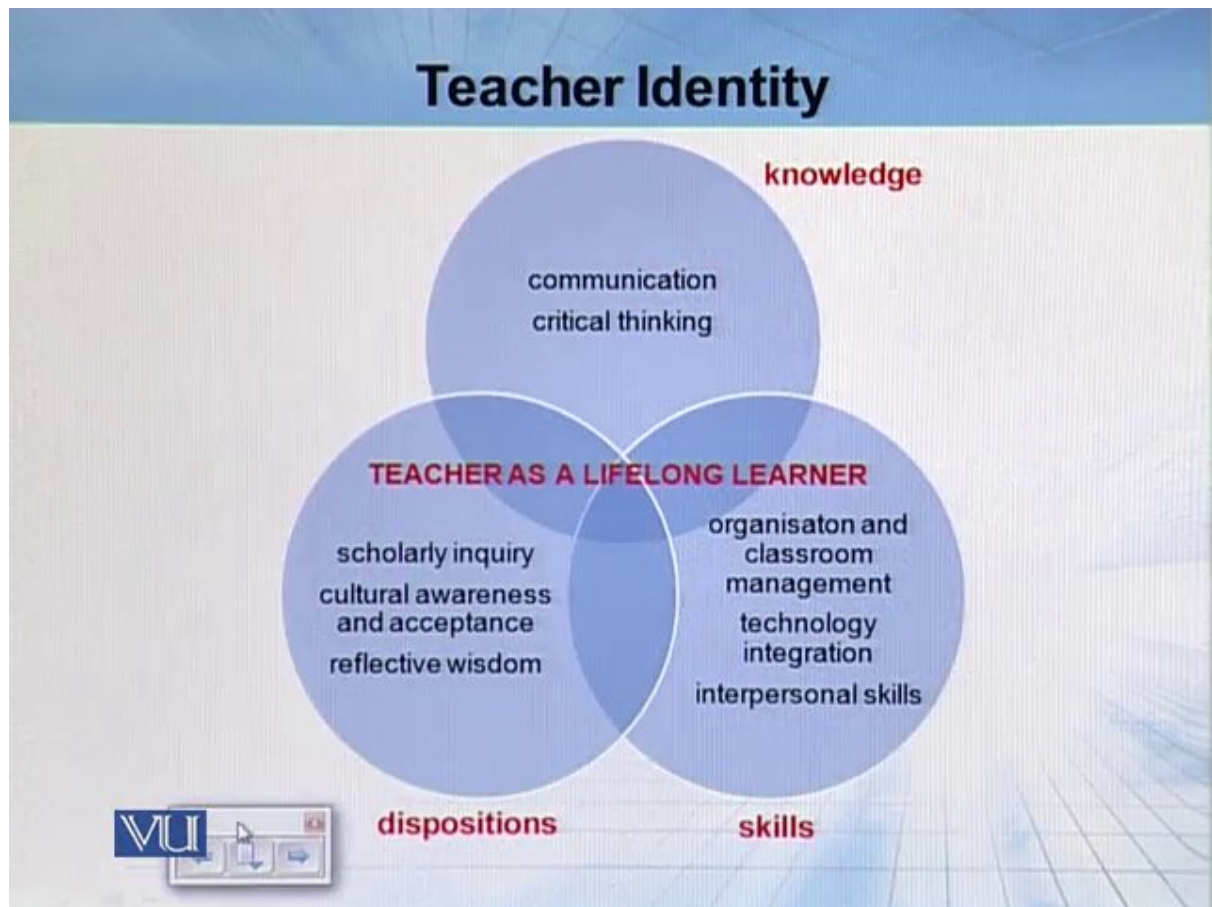 Teacher Identity
knowledge
communication
critical thinking
TEACHER AS A LIFELONG LEARNER
scholarly inquiry
cultural awareness
and acceptance
reflective wisdom
organisaton and
classroom
management
technology
integration
interpersonal skills
dispositions
skills
VU